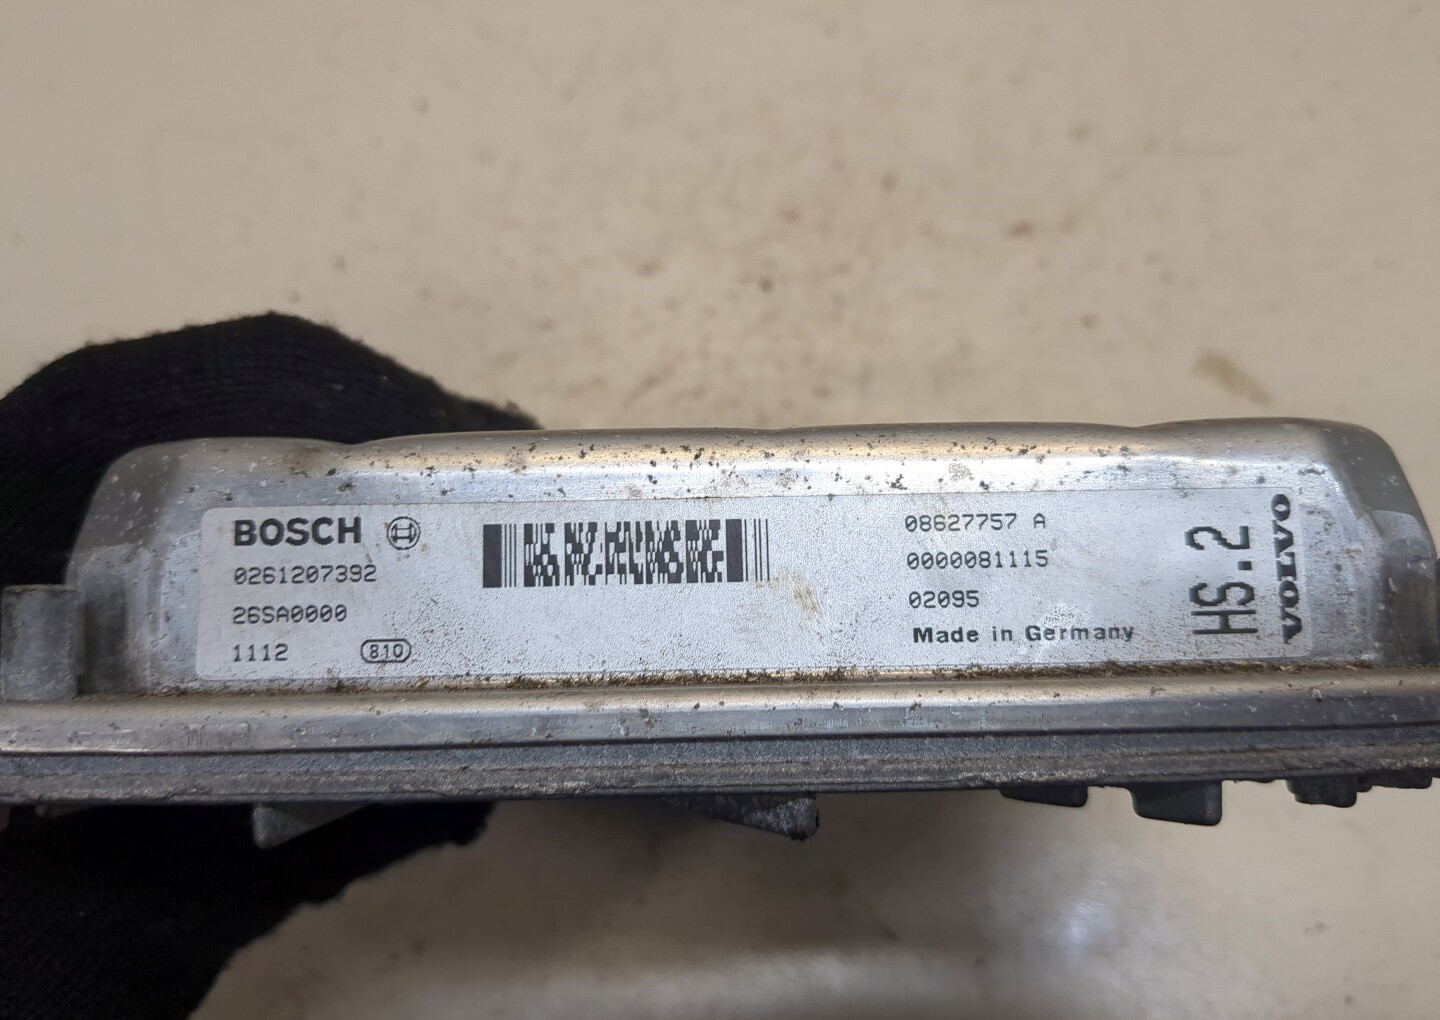 BOSCH
0261207392
26SA0000
1112
810
08627757 A
0000081115
02095
Made in Germany
HS.2
VOLVO